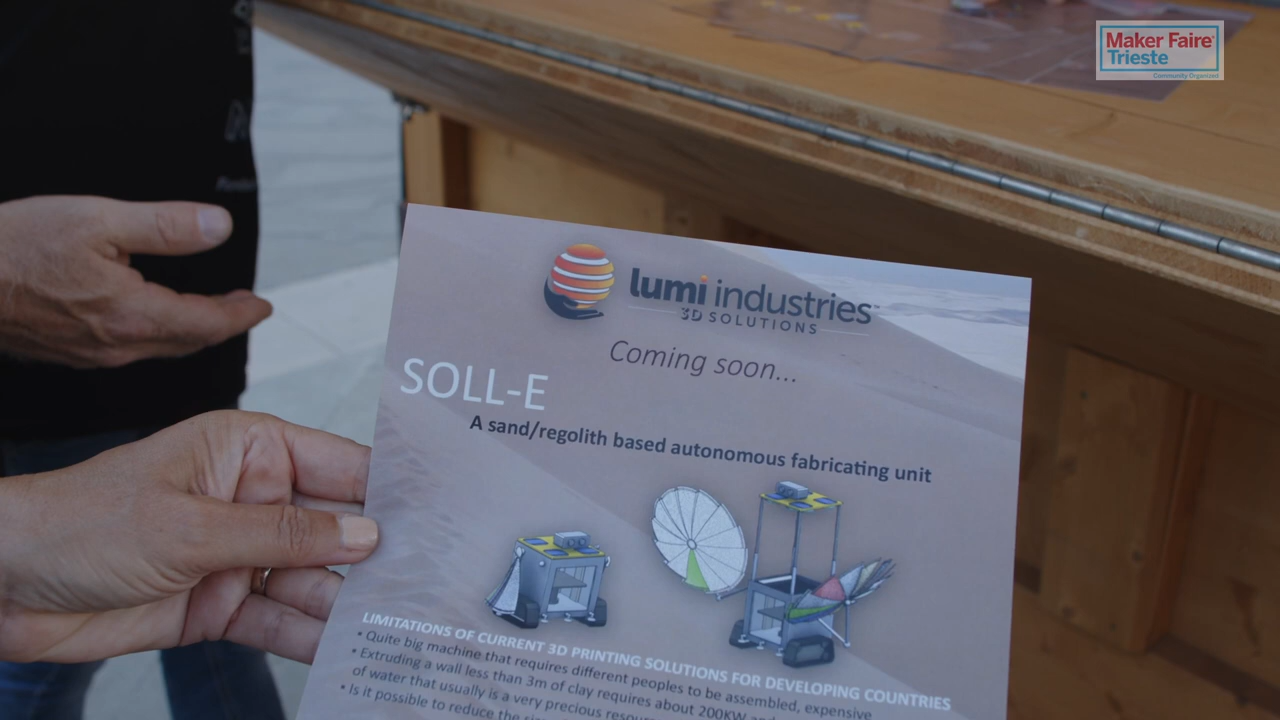 Maker Faire
Trieste
Community Organized
lumi industries™
3D SOLUTIONS
Coming soon...
SOLL-E
A sand/regolith based autonomous fabricating unit
LIMITATIONS OF CURRENT 3D PRINTING SOLUTIONS FOR DEVELOPING COUNTRIES
• Quite big machine that requires different peoples to be assembled, expensive
• Extruding a wall less than 3m of clay requires about 200KW and
of water that usually is a very precious
• Is it possible to reduce the